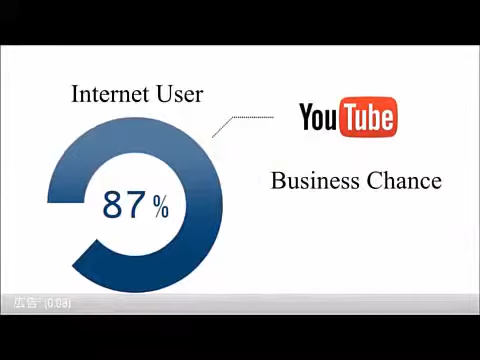 Internet User
YouTube
Business Chance
87%
広告 (0:08)